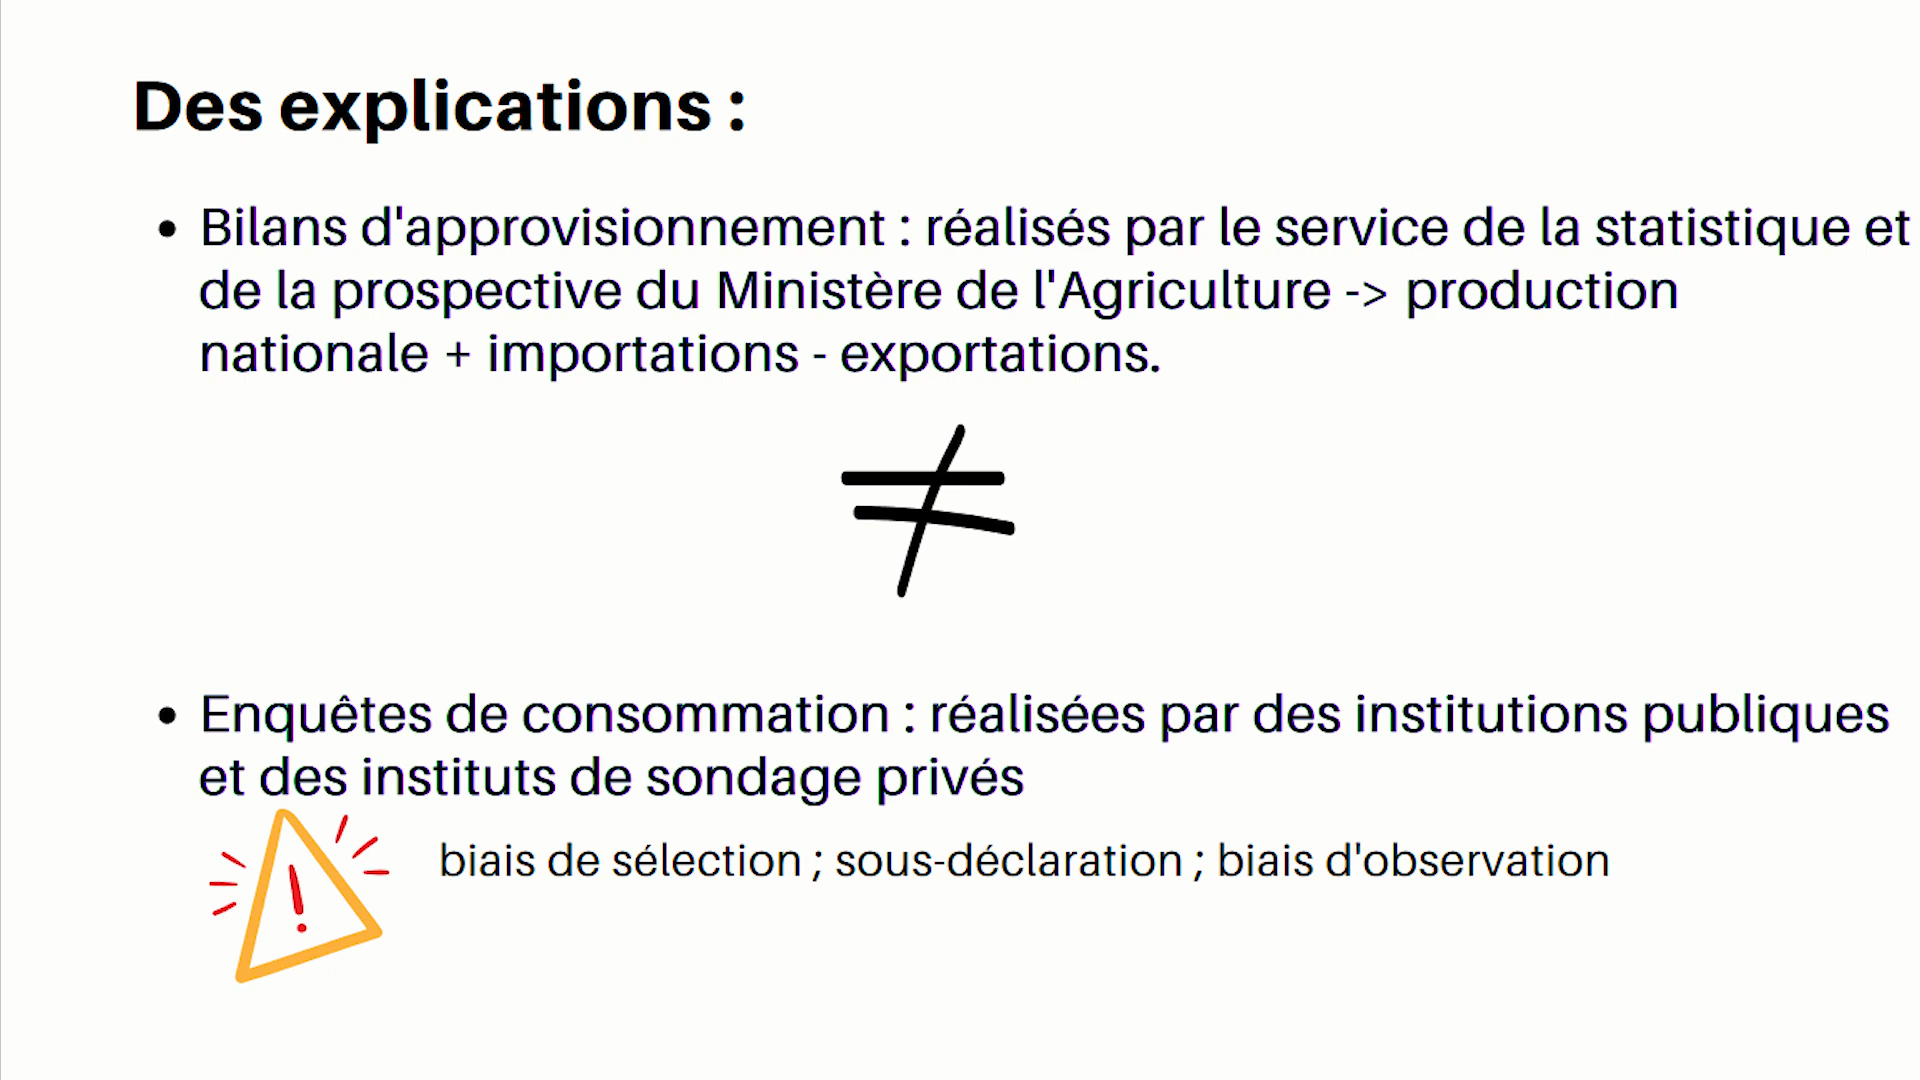 Des explications :
Bilans d'approvisionnement : réalisés par le service de la statistique et
de la prospective du Ministère de l'Agriculture -> production
nationale + importations - exportations.
≠
Enquêtes de consommation : réalisées par des institutions publiques
et des instituts de sondage privés
!
biais de sélection ; sous-déclaration ; biais d'observation